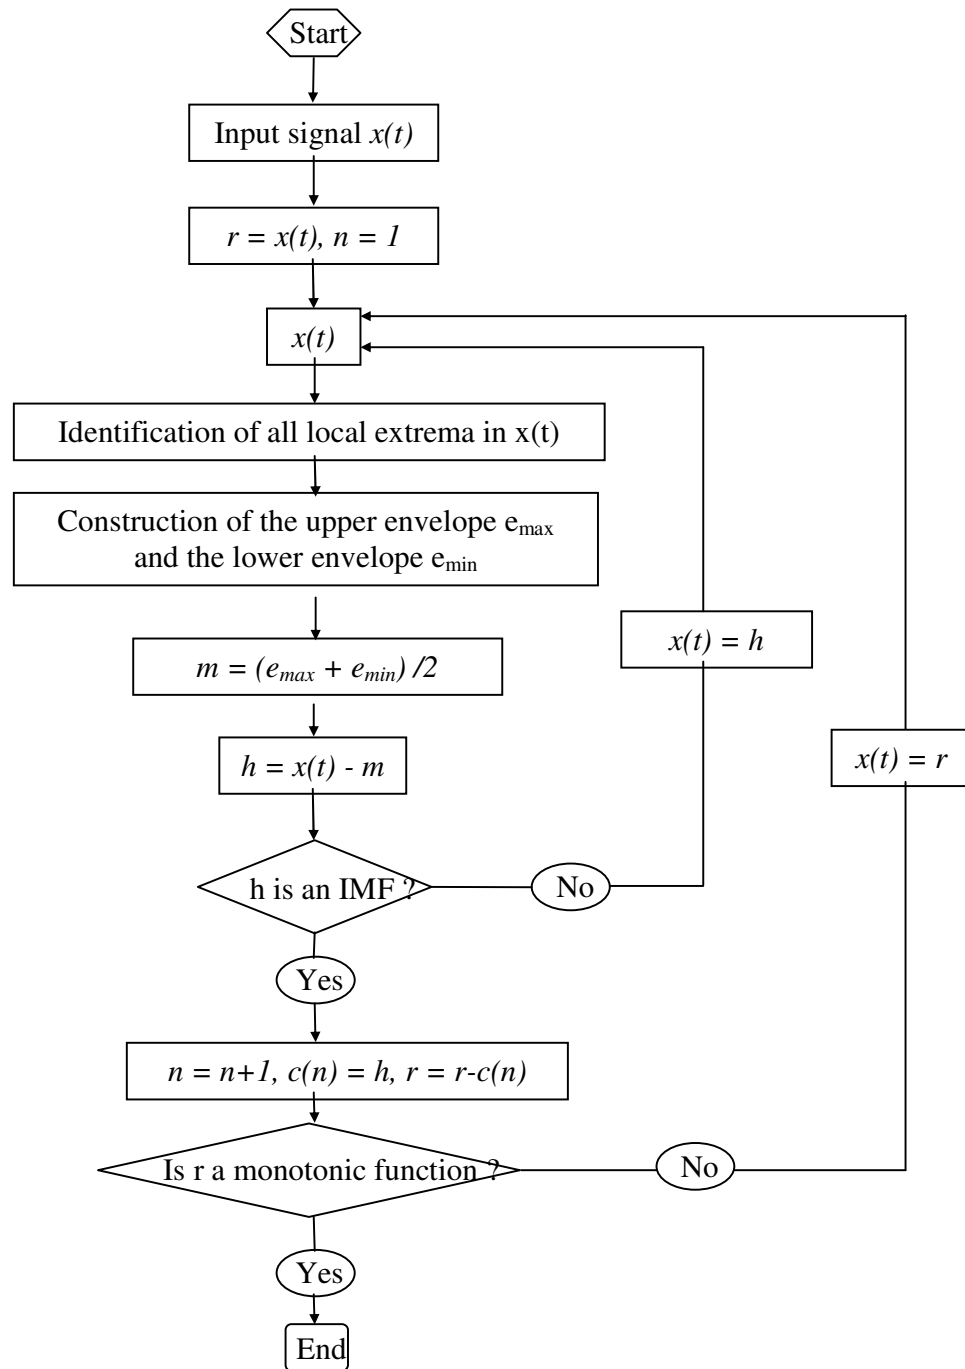 Start
Input signal x(t)
r = x(t), n = 1
x(t)
Identification of all local extrema in x(t)
Construction of the upper envelope emax
and the lower envelope emin
m = (emax + emin) /2
x(t) = h
h = x(t) - m
x(t) = r
h is an IMF ?
No
Yes
n = n+1, c(n) = h, r = r-c(n)
Is r a monotonic function ?
No
Yes
End